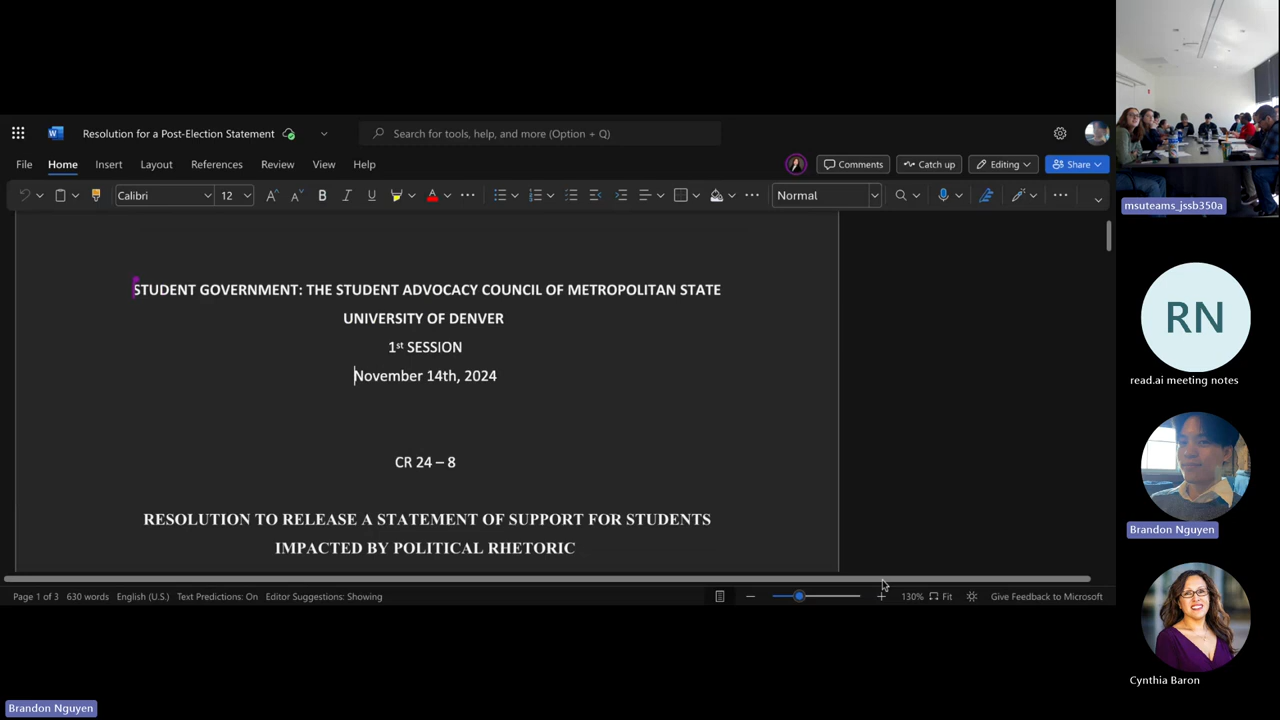 Resolution for a Post-Election Statement
Search for tools, help, and more (Option + Q)
File Home Insert Layout References Review View Help
Comments Catch up Editing Share
Calibri 12 Normal
STUDENT GOVERNMENT: THE STUDENT ADVOCACY COUNCIL OF METROPOLITAN STATE
UNIVERSITY OF DENVER
1st SESSION
November 14th, 2024
CR 24 – 8
RESOLUTION TO RELEASE A STATEMENT OF SUPPORT FOR STUDENTS
IMPACTED BY POLITICAL RHETORIC
Page 1 of 3 630 words English (U.S.) Text Predictions: On Editor Suggestions: Showing 130% Fit Give Feedback to Microsoft
Brandon Nguyen
msuteams_jssb350a
RN
read.ai meeting notes
Brandon Nguyen
Cynthia Baron